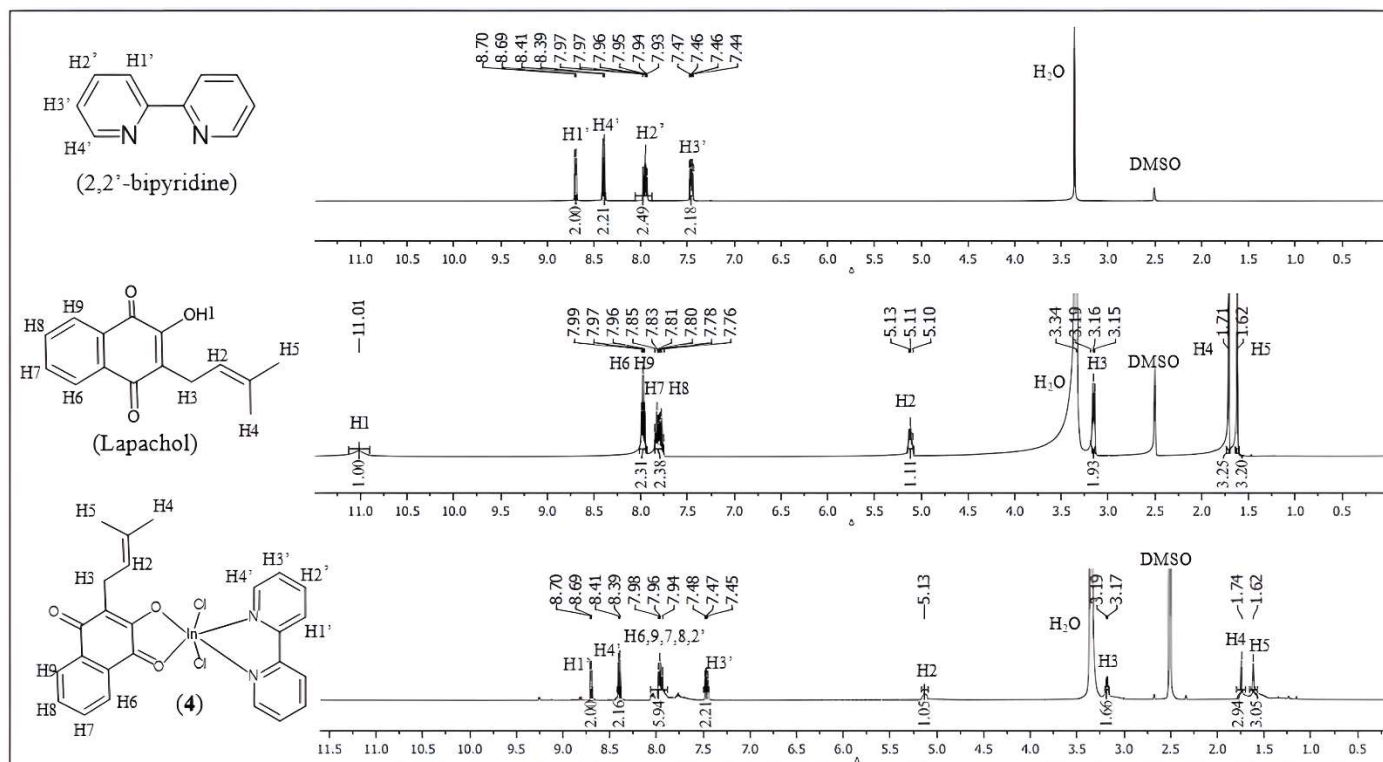 8.70 8.69 8.41 8.39 7.97 7.97 7.96 7.95 7.94 7.93 7.47 7.46 7.46 7.44
H2' H1'
H3'
H4' N N
(2,2'-bipyridine)
H1' H4' H2' H3'
H2O
DMSO
2.00 2.21 2.49 2.18
11.0 10.5 10.0 9.5 9.0 8.5 8.0 7.5 7.0 6.5 6.0 5.5 5.0 4.5 4.0 3.5 3.0 2.5 2.0 1.5 1.0 0.5
δ
11.01
7.99 7.97 7.96 7.85 7.83 7.81 7.80 7.78 7.76
5.13 5.11 5.10
3.34 3.19 3.16 3.15
1.71 1.62
O
H9 OH1
H8
H2 H5
H7
H6 H3
O H4
(Lapachol)
H1
H6 H9
H7 H8
H2
H2O
H3
DMSO
H4 H5
1.00 2.31 2.38 1.11 1.93 3.25 3.20
11.0 10.5 10.0 9.5 9.0 8.5 8.0 7.5 7.0 6.5 6.0 5.5 5.0 4.5 4.0 3.5 3.0 2.5 2.0 1.5 1.0 0.5
δ
8.70 8.69 8.41 8.39 7.98 7.96 7.94 7.48 7.47 7.45
5.13
3.19 3.17
1.74 1.62
H5 H4
H2
H3
H4' H3' H2'
H1'
O O Cl In N
O Cl N
H9 H6
H8
H7
(4)
H1' H4' H6,9,7,8,2' H3'
H2
H2O
H3
DMSO
H4 H5
2.00 2.16 5.94 2.21 1.05 1.66 2.94 3.05
11.5 11.0 10.5 10.0 9.5 9.0 8.5 8.0 7.5 7.0 6.5 6.0 5.5 5.0 4.5 4.0 3.5 3.0 2.5 2.0 1.5 1.0 0.5